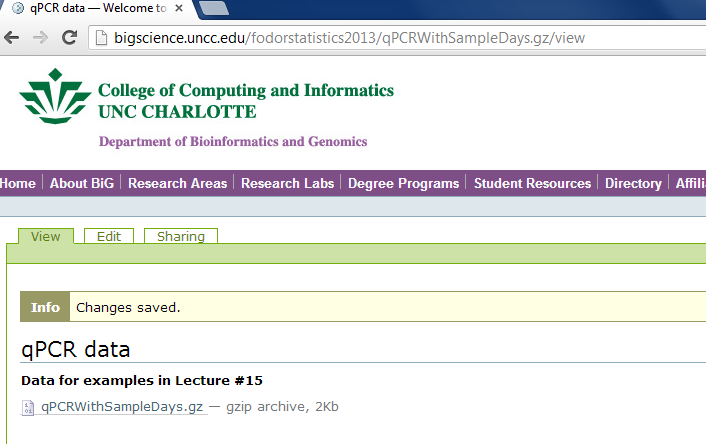 qPCR data — Welcome to
bigscience.uncc.edu/fodorstatistics2013/qPCRWithSampleDays.gz/view
College of Computing and Informatics
UNC CHARLOTTE
Department of Bioinformatics and Genomics
Home About BiG Research Areas Research Labs Degree Programs Student Resources Directory Affili
View Edit Sharing
Info Changes saved.
qPCR data
Data for examples in Lecture #15
qPCRWithSampleDays.gz — gzip archive, 2Kb